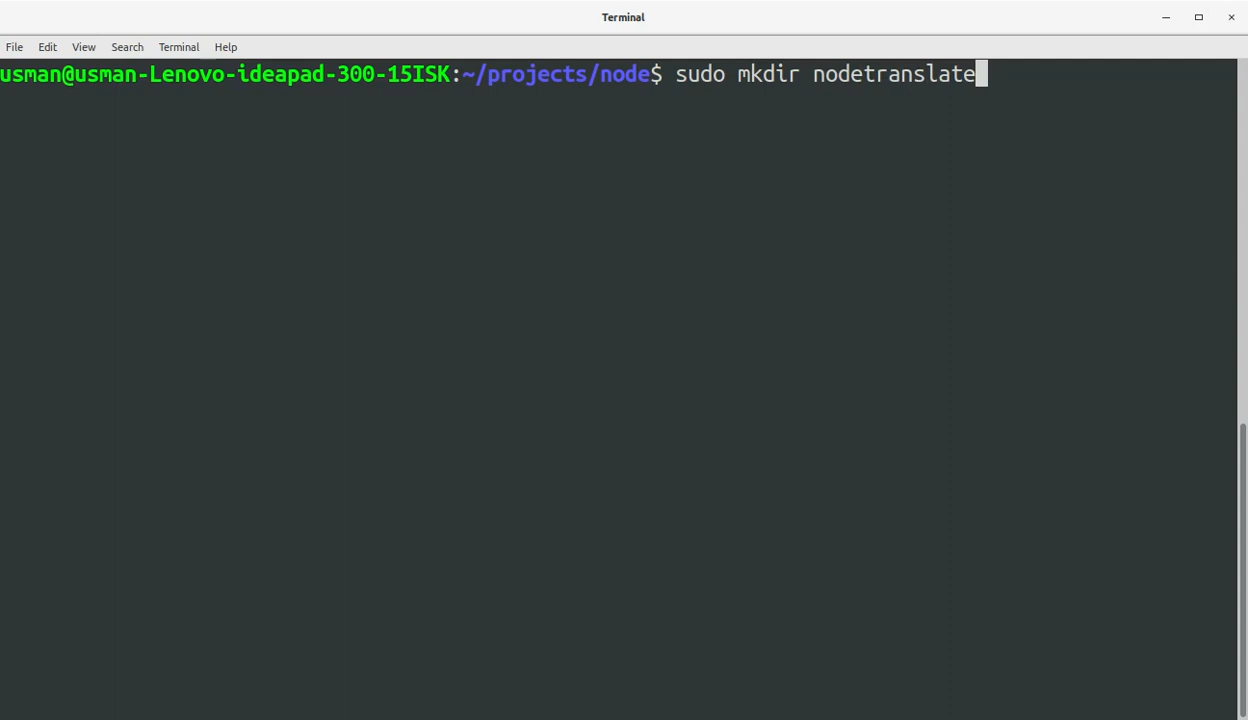 Terminal
File Edit View Search Terminal Help
usman@usman-Lenovo-ideapad-300-15ISK:~/projects/node$ sudo mkdir nodetranslate